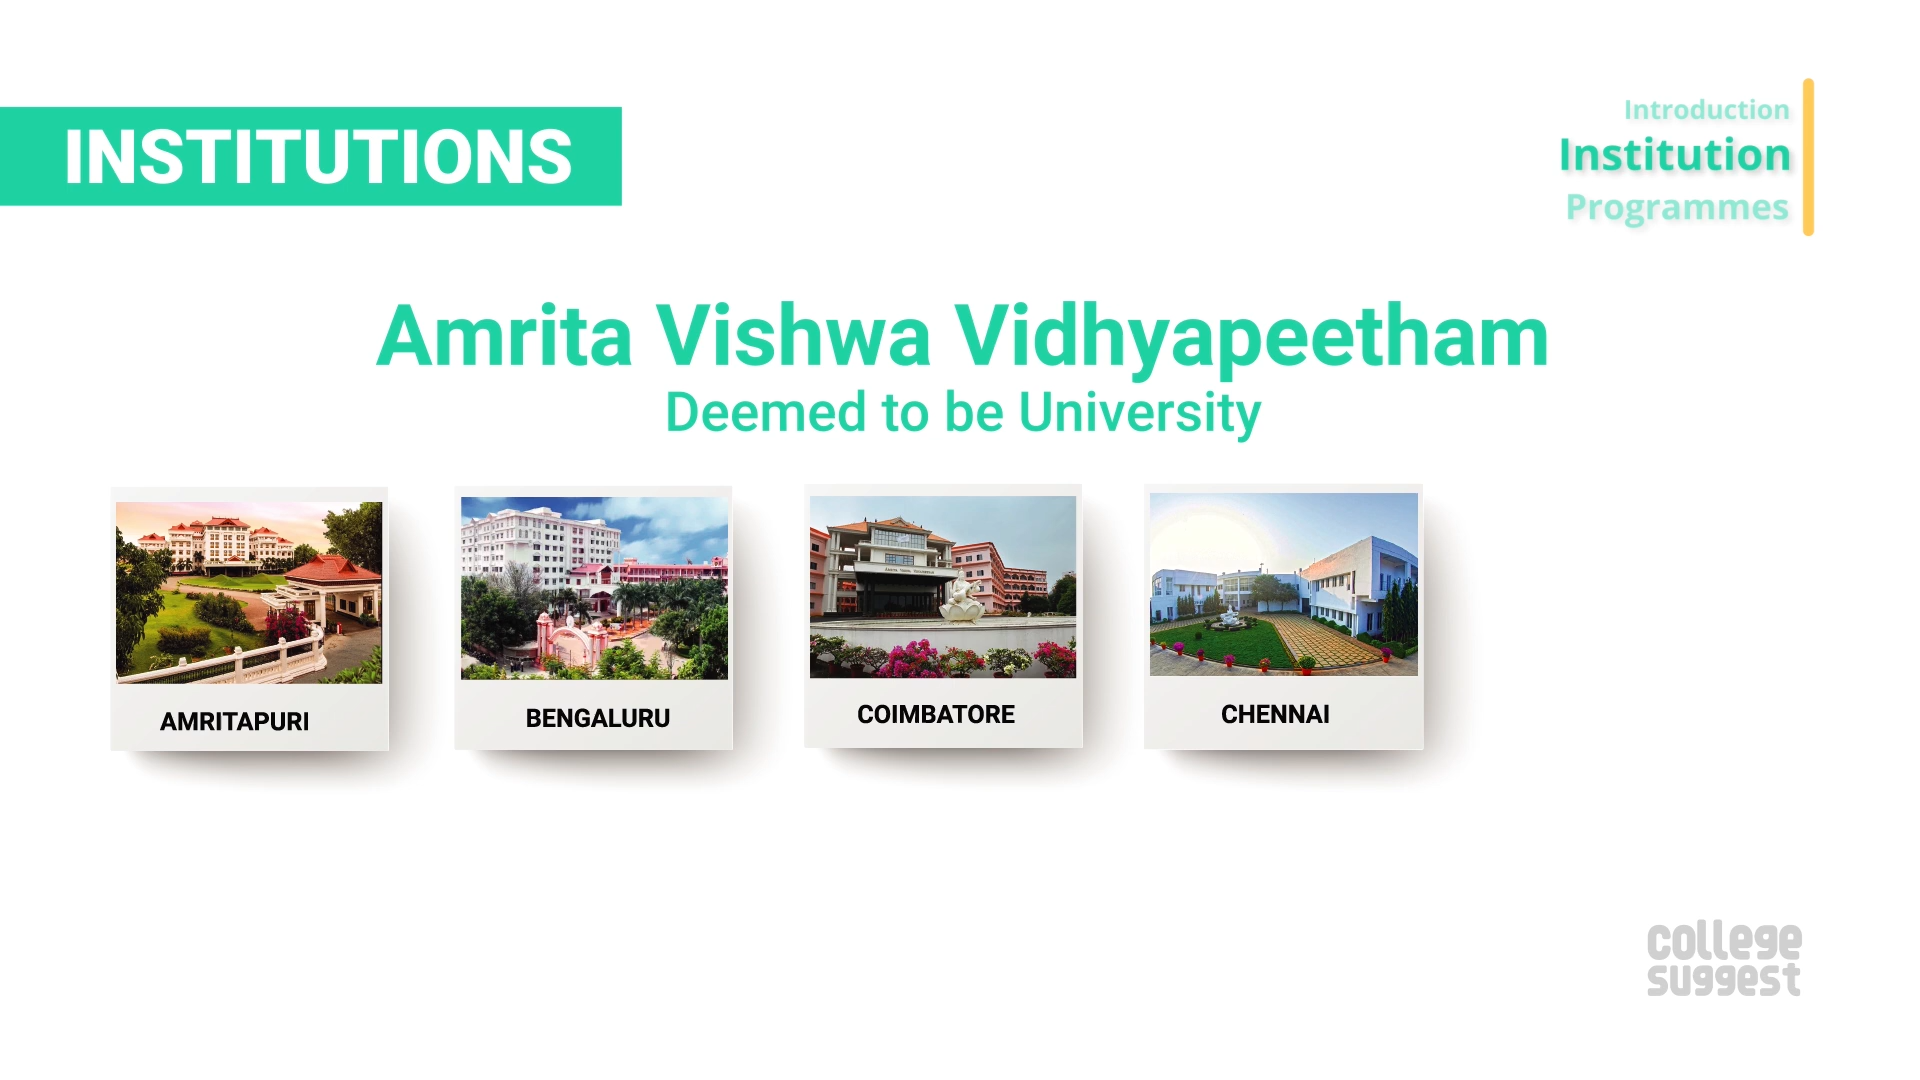 INSTITUTIONS
Introduction
Institution
Programmes
Amrita Vishwa Vidhyapeetham
Deemed to be University
AMRITAPURI
BENGALURU
COIMBATORE
CHENNAI
college
suggest